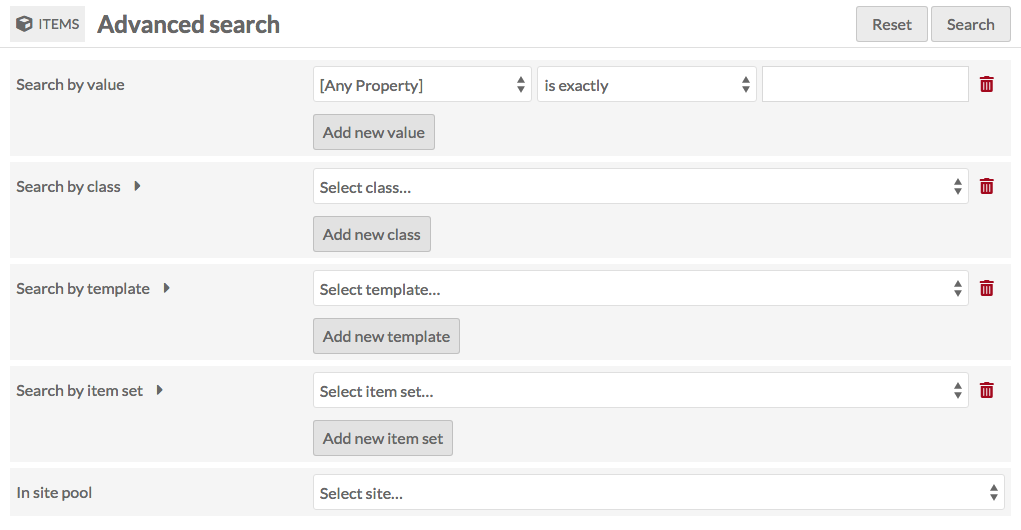 ITEMS Advanced search Reset Search
Search by value [Any Property] is exactly
Add new value
Search by class Select class...
Add new class
Search by template Select template...
Add new template
Search by item set Select item set...
Add new item set
In site pool Select site...